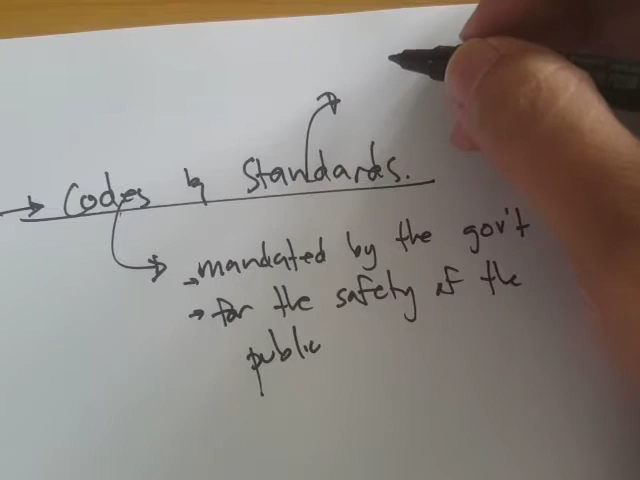 → Codes & Standards.
→ mandated by the gov't
→ for the safety of the
public